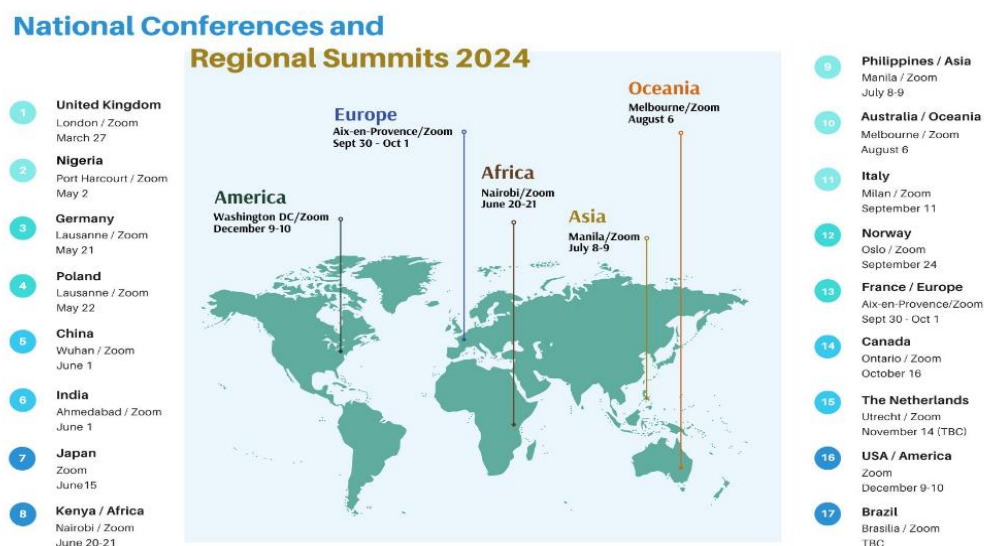 National Conferences and
Regional Summits 2024
1
United Kingdom
London / Zoom
March 27
2
Nigeria
Port Harcourt / Zoom
May 2
3
Germany
Lausanne / Zoom
May 21
4
Poland
Lausanne / Zoom
May 22
5
China
Wuhan / Zoom
June 1
6
India
Ahmedabad / Zoom
June 1
7
Japan
Zoom
June15
8
Kenya / Africa
Nairobi / Zoom
June 20-21
America
Washington DC/Zoom
December 9-10
Europe
Aix-en-Provence/Zoom
Sept 30 - Oct 1
Africa
Nairobi/Zoom
June 20-21
Asia
Manila/Zoom
July 8-9
Oceania
Melbourne/Zoom
August 6
9
Philippines / Asia
Manila / Zoom
July 8-9
10
Australia / Oceania
Melbourne / Zoom
August 6
11
Italy
Milan / Zoom
September 11
12
Norway
Oslo / Zoom
September 24
13
France / Europe
Aix-en-Provence/Zoom
Sept 30 - Oct 1
14
Canada
Ontario / Zoom
October 16
15
The Netherlands
Utrecht / Zoom
November 14 (TBC)
16
USA / America
Zoom
December 9-10
17
Brazil
Brasilia / Zoom
TBC